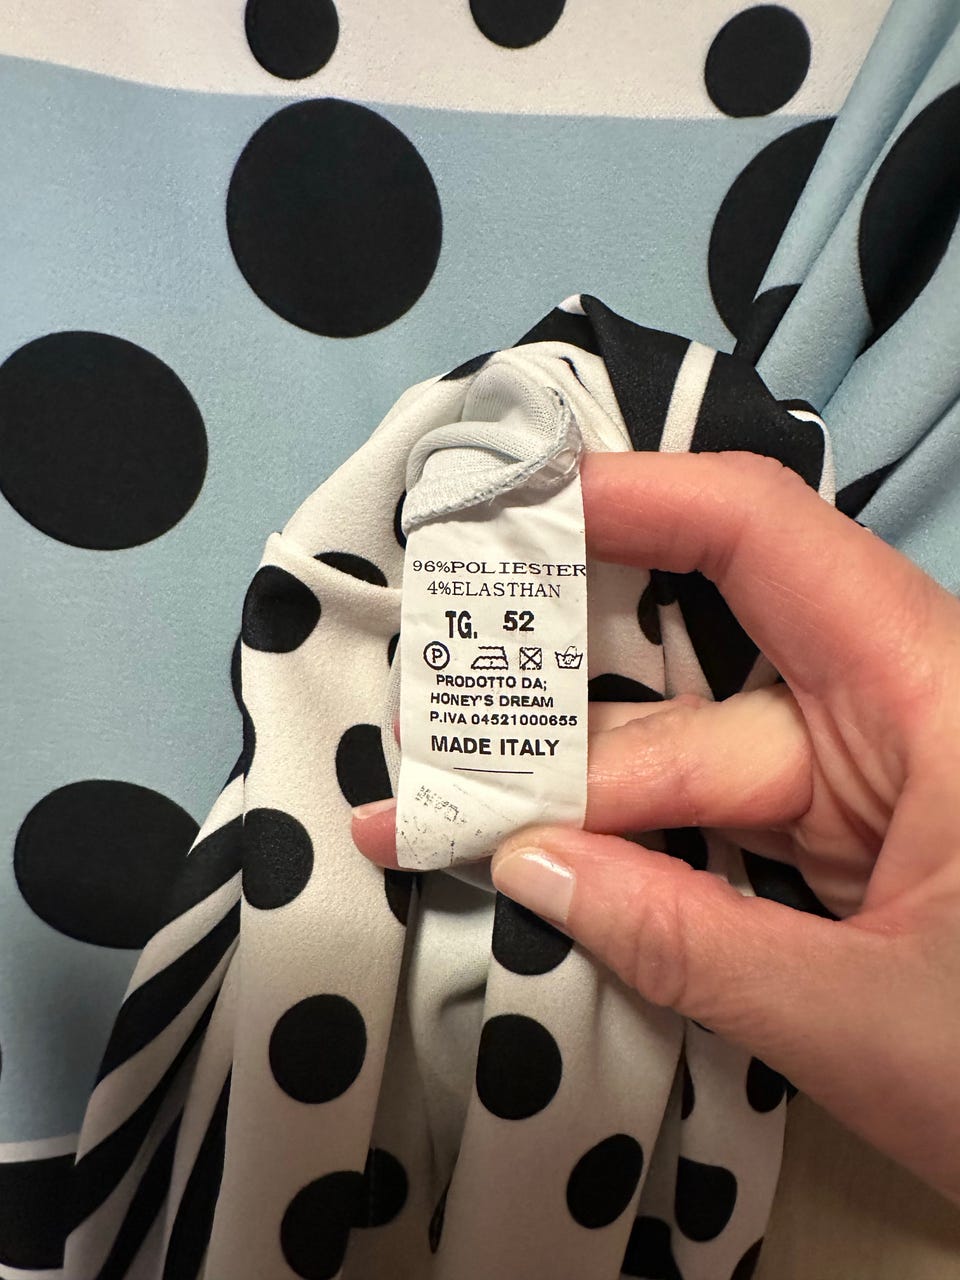 96%POLIESTER
4%ELASTHAN
TG. 52
P
PRODOTTO DA;
HONEY'S DREAM
P.IVA 04521000655
MADE ITALY